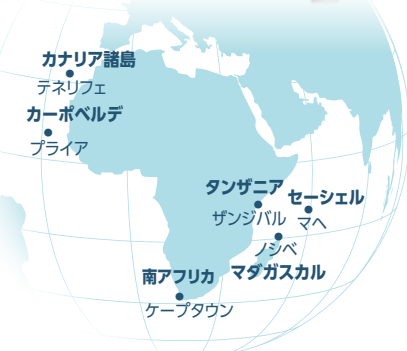 カナリア諸島
テネリフェ
カーボベルデ
プライア
タンザニア
ザンジバル
セーシェル
マヘ
ノシベ
マダガスカル
南アフリカ
ケープタウン